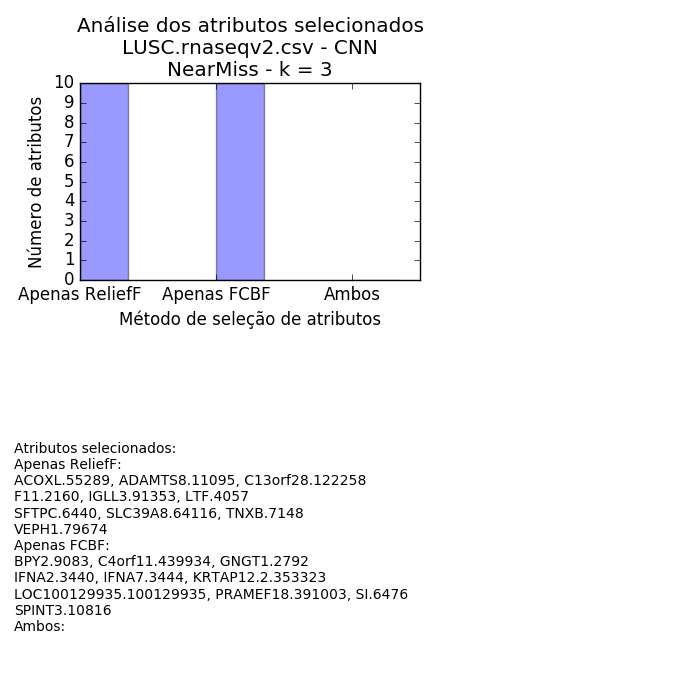 Análise dos atributos selecionados
LUSC.rnaseqv2.csv - CNN
NearMiss - k = 3
Número de atributos
10
9
8
7
6
5
4
3
2
1
0
Apenas ReliefF Apenas FCBF Ambos
Método de seleção de atributos
Atributos selecionados:
Apenas ReliefF:
ACOXL.55289, ADAMTS8.11095, C13orf28.122258
F11.2160, IGLL3.91353, LTF.4057
SFTPC.6440, SLC39A8.64116, TNXB.7148
VEPH1.79674
Apenas FCBF:
BPY2.9083, C4orf11.439934, GNGT1.2792
IFNA2.3440, IFNA7.3444, KRTAP12.2.353323
LOC100129935.100129935, PRAMEF18.391003, SI.6476
SPINT3.10816
Ambos: